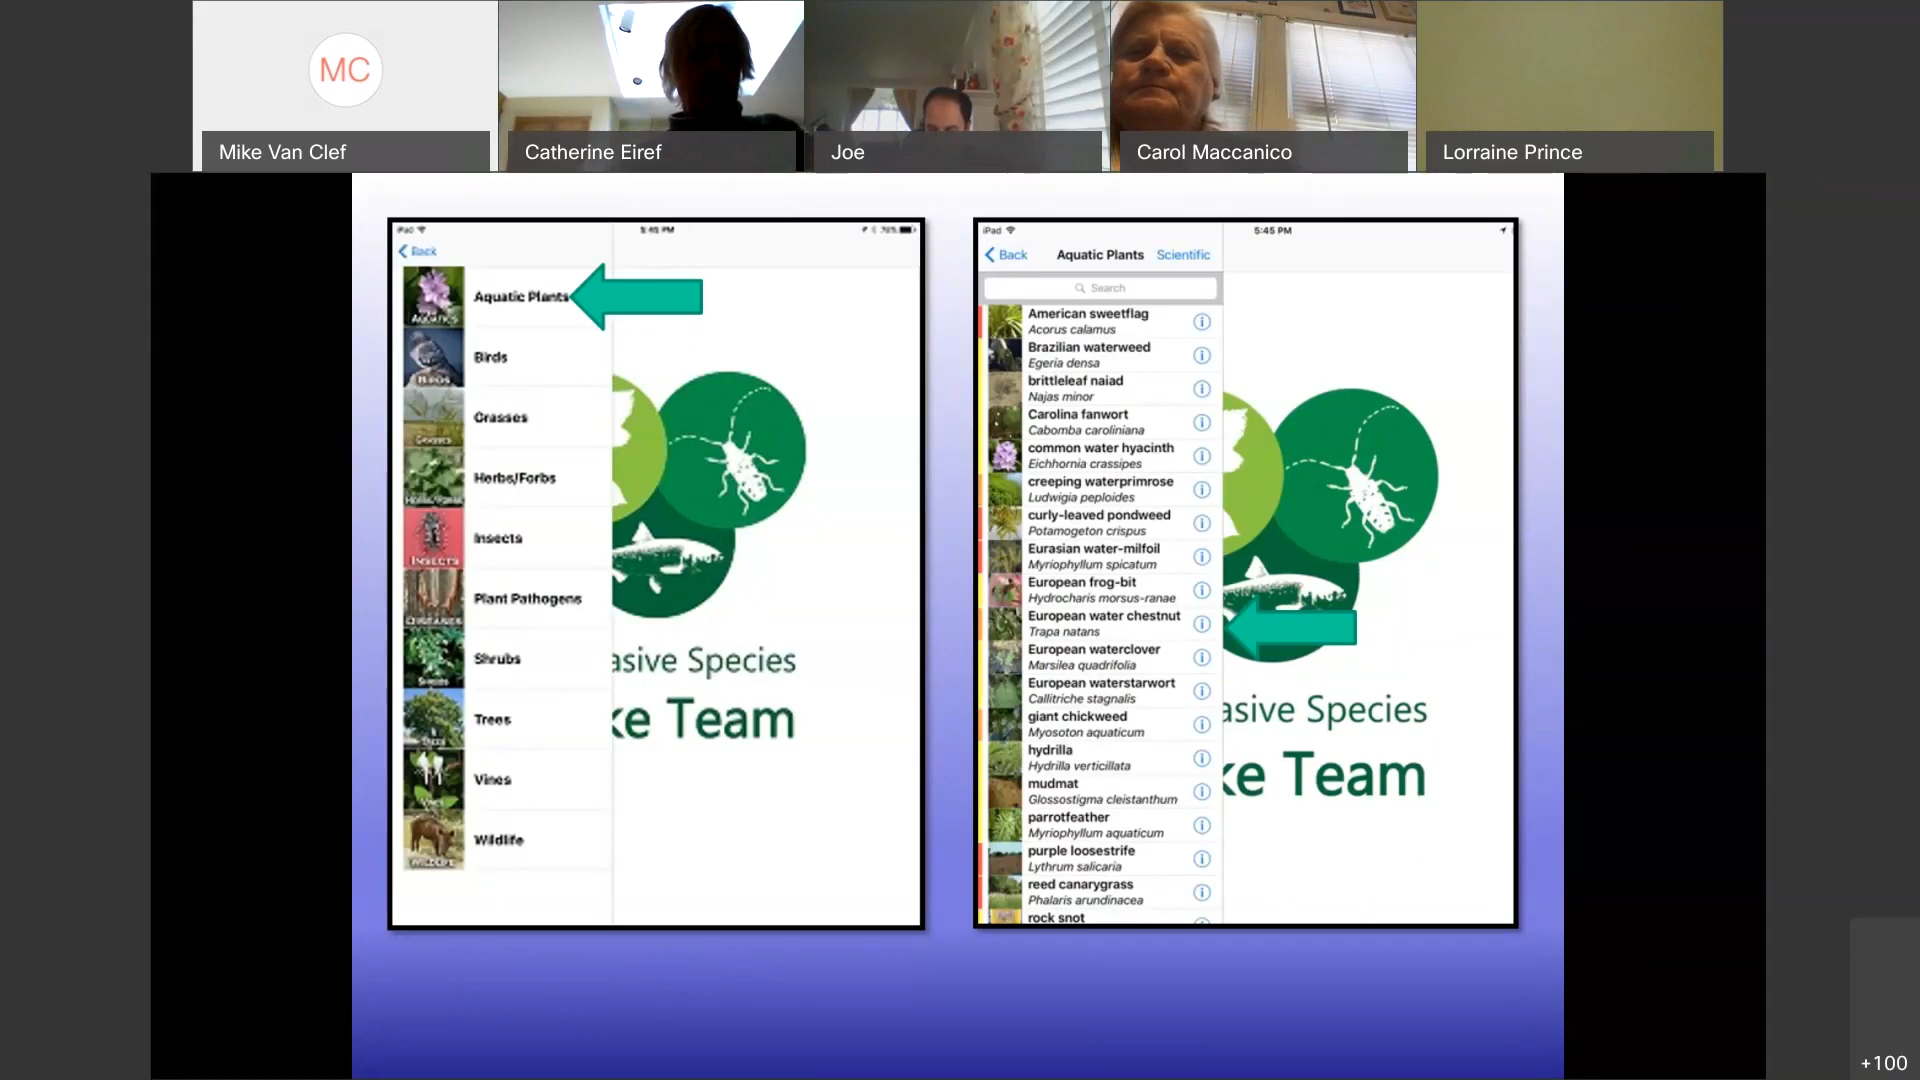 MC
Mike Van Clef
Catherine Eiref
Joe
Carol Maccanico
Lorraine Prince
iPad
5:45 PM
Back
Aquatic Plants
Birds
Grasses
Herbs/Forbs
Insects
INSECTS
Plant Pathogens
Shrubs
Trees
Vines
Wildlife
asive Species
ke Team
iPad
5:45 PM
Back
Aquatic Plants
Scientific
Search
American sweetflag
Acorus calamus
Brazilian waterweed
Egeria densa
brittleleaf naiad
Najas minor
Carolina fanwort
Cabomba caroliniana
common water hyacinth
Eichhornia crassipes
creeping waterprimrose
Ludwigia peploides
curly-leaved pondweed
Potamogeton crispus
Eurasian water-milfoil
Myriophyllum spicatum
European frog-bit
Hydrocharis morsus-ranae
European water chestnut
Trapa natans
European waterclover
Marsilea quadrifolia
European waterstarwort
Callitriche stagnalis
giant chickweed
Myosoton aquaticum
hydrilla
Hydrilla verticillata
mudmat
Glossostigma cleistanthum
parrotfeather
Myriophyllum aquaticum
purple loosestrife
Lythrum salicaria
reed canarygrass
Phalaris arundinacea
rock snot
asive Species
ke Team
+100